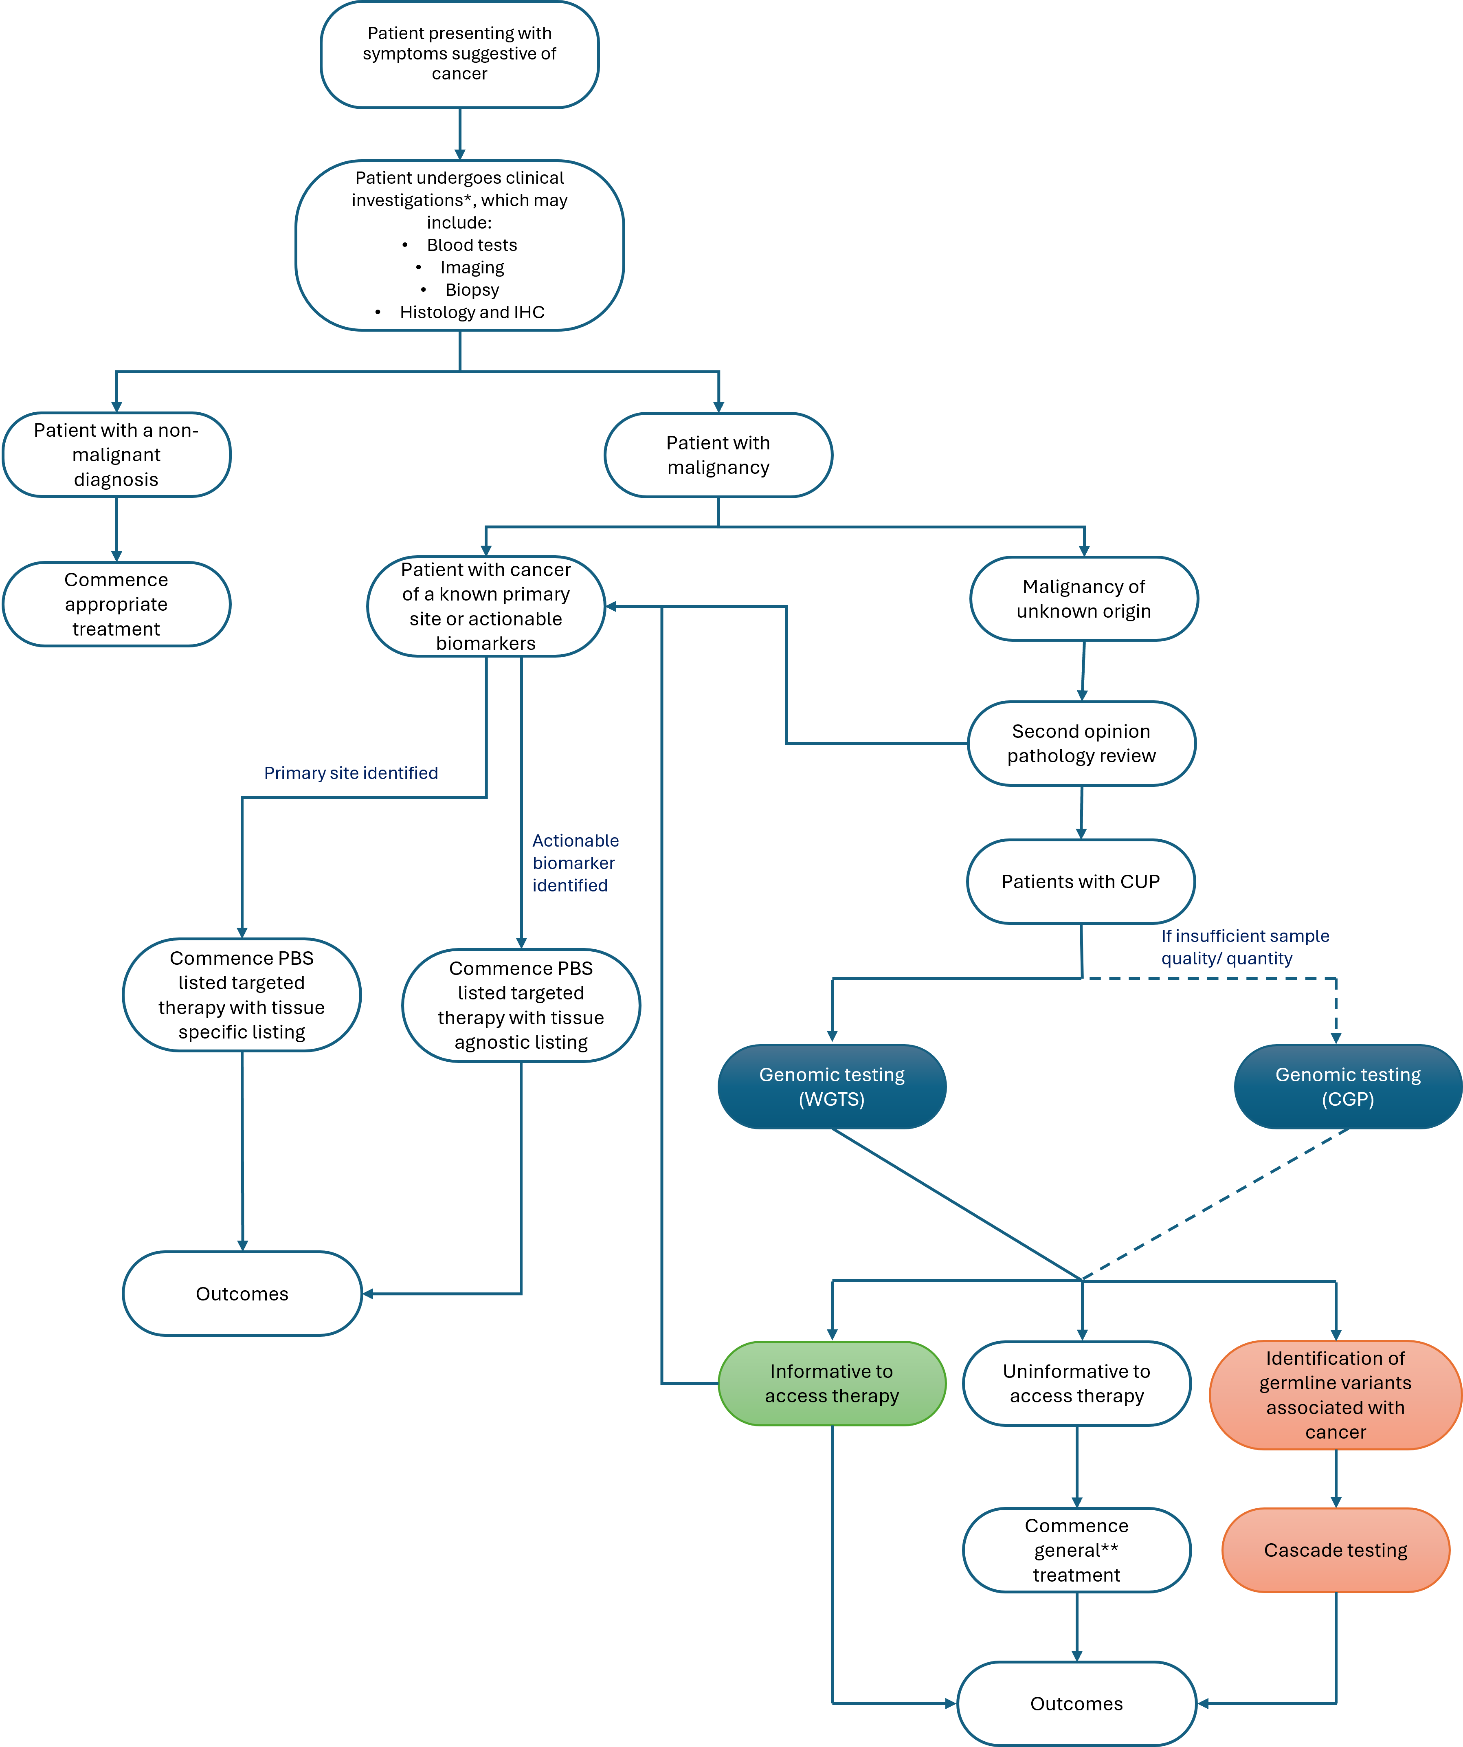 Patient presenting with
symptoms suggestive of
cancer
Patient undergoes clinical
investigations*, which may
include:
• Blood tests
• Imaging
• Biopsy
• Histology and IHC
Patient with a non-
malignant
diagnosis
Patient with
malignancy
Commence
appropriate
treatment
Patient with cancer
of a known primary
site or actionable
biomarkers
Malignancy of
unknown origin
Second opinion
pathology review
Primary site identified
Actionable
biomarker
identified
Patients with CUP
If insufficient sample
quality/ quantity
Commence PBS
listed targeted
therapy with tissue
specific listing
Commence PBS
listed targeted
therapy with tissue
agnostic listing
Genomic testing
(WGTS)
Genomic testing
(CGP)
Outcomes
Informative to
access therapy
Uninformative to
access therapy
Identification of
germline variants
associated with
cancer
Commence
general**
treatment
Cascade testing
Outcomes